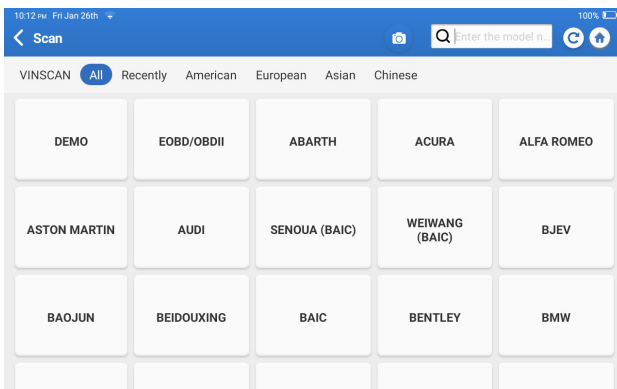 10:12 PM Fri Jan 26th 100%
Scan Enter the model n...
VINSCAN All Recently American European Asian Chinese
DEMO EOBD/OBDII ABARTH ACURA ALFA ROMEO
ASTON MARTIN AUDI SENOUA (BAIC) WEIWANG
(BAIC) BJEV
BAOJUN BEIDOUXING BAIC BENTLEY BMW